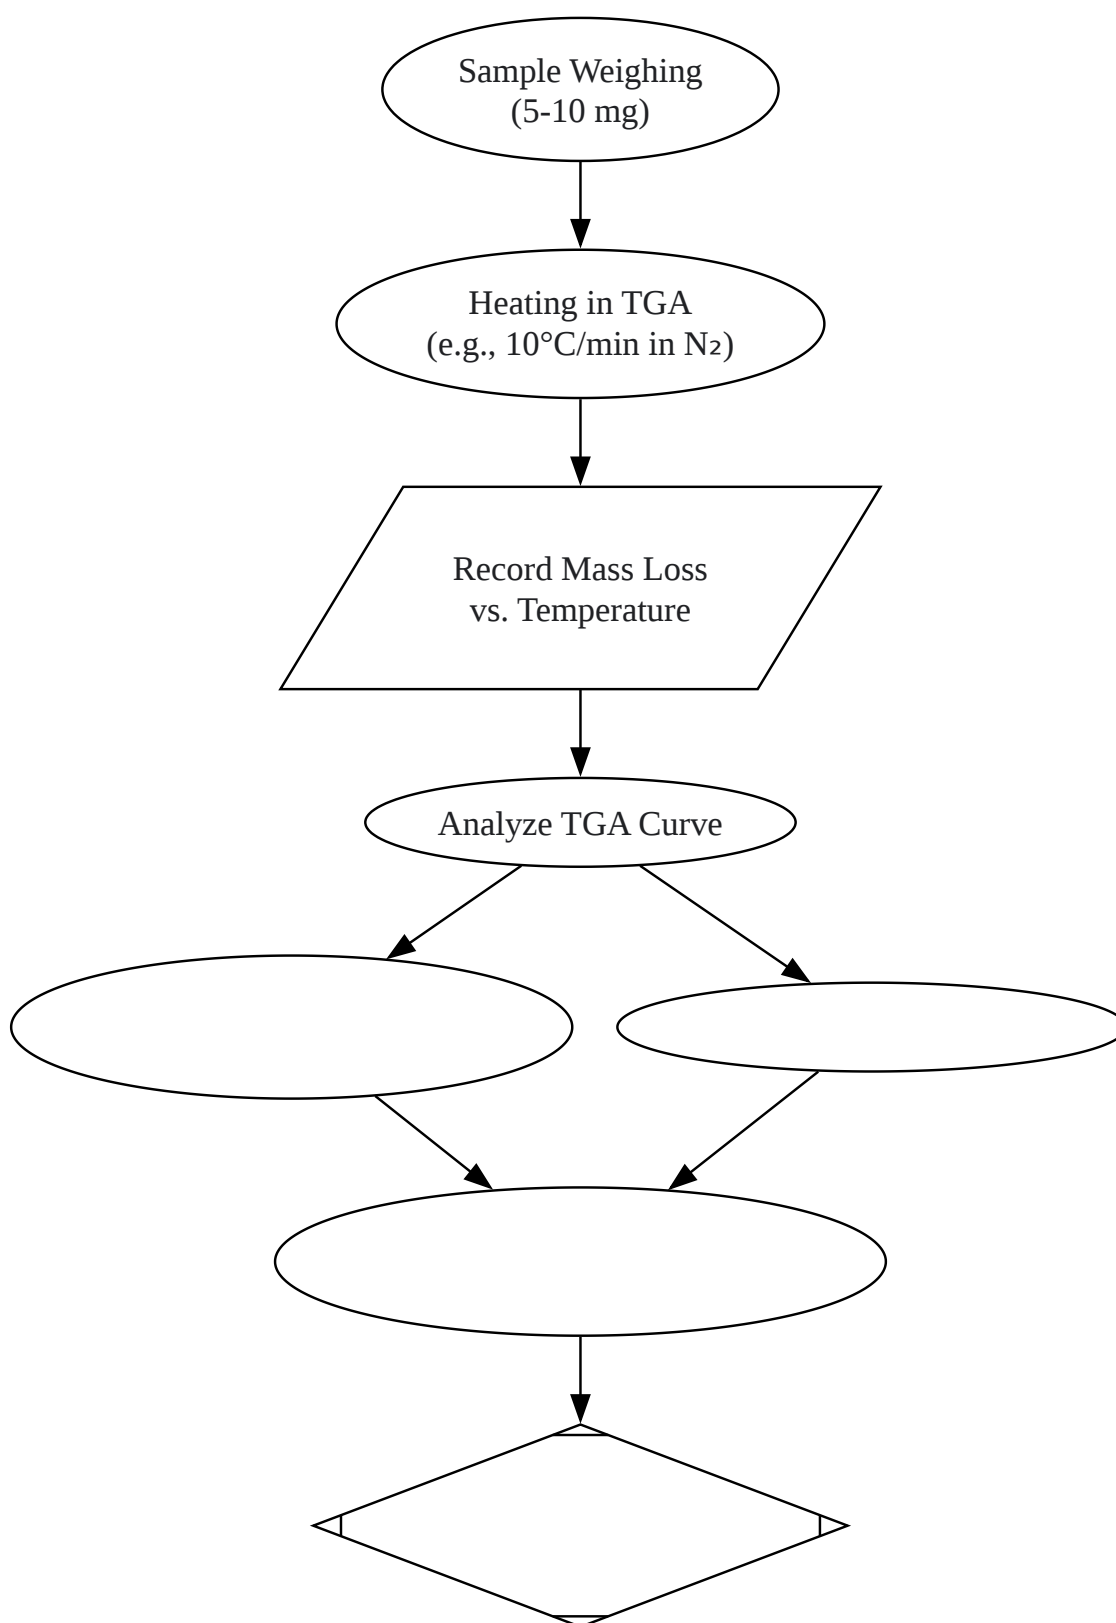 Sample Weighing
(5-10 mg)
Heating in TGA
(e.g., 10°C/min in N₂)
Record Mass Loss
vs. Temperature
Analyze TGA Curve